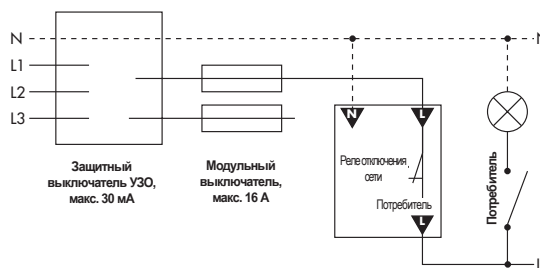 N
N
L1
L2
L3
N
L
Реле отключения
сети
Потребитель
L
Потребитель
L
Защитный
выключатель УЗО,
макс. 30 мА
Модульный
выключатель,
макс. 16 А